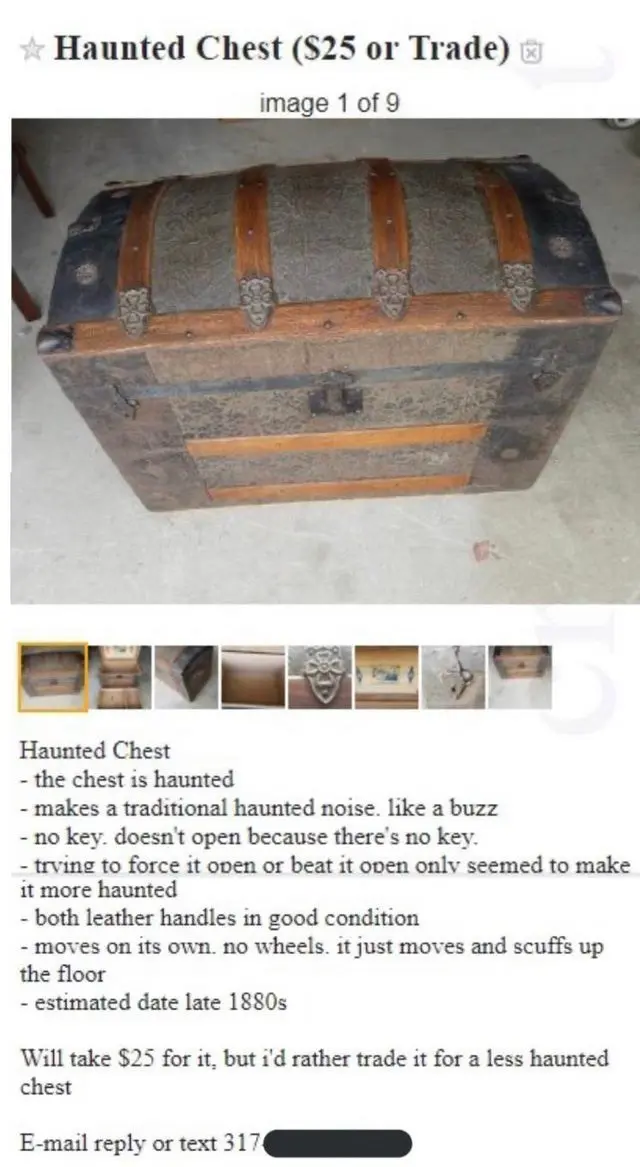 Haunted Chest ($25 or Trade)
image 1 of 9
Haunted Chest
- the chest is haunted
- makes a traditional haunted noise. like a buzz
- no key. doesn't open because there's no key.
- trying to force it open or beat it open only seemed to make
it more haunted
- both leather handles in good condition
- moves on its own. no wheels. it just moves and scuffs up
the floor
- estimated date late 1880s
Will take $25 for it, but i'd rather trade it for a less haunted
chest
E-mail reply or text 317